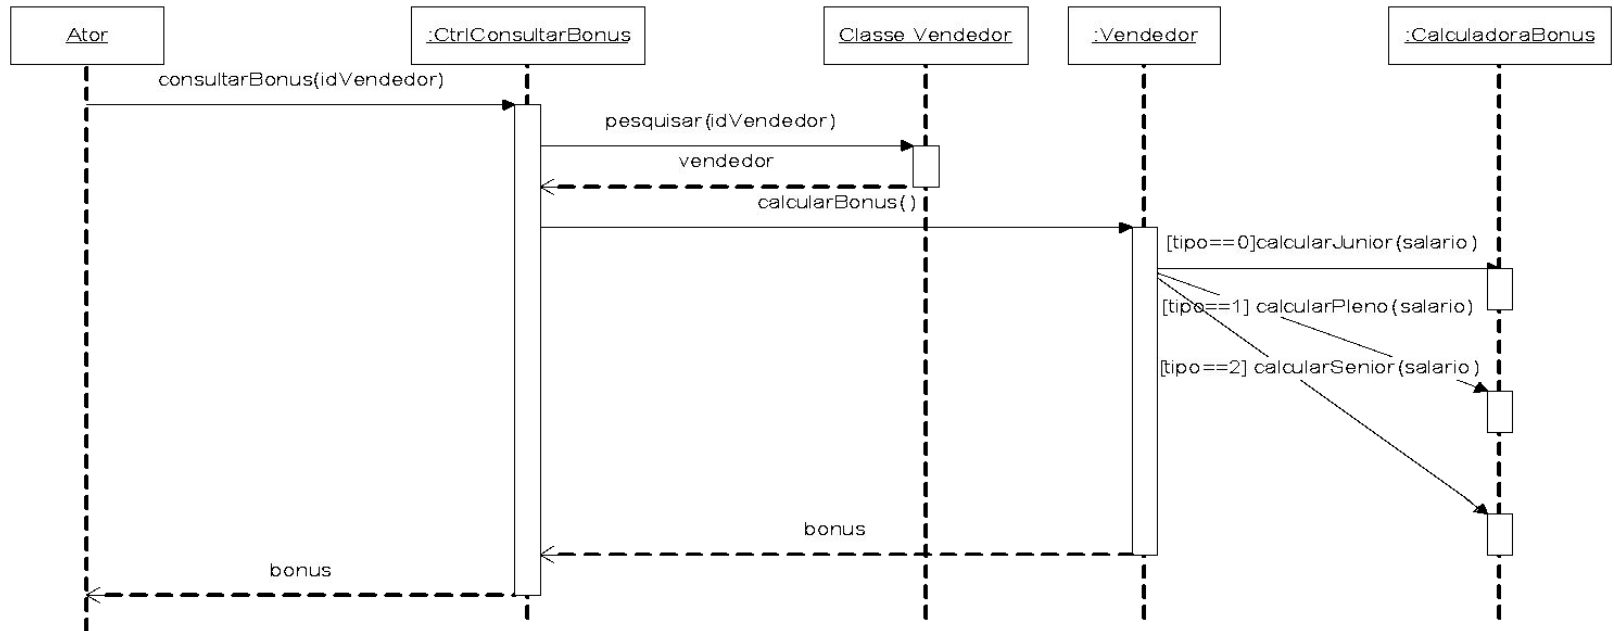 Ator
:CtrlConsultarBonus
Classe Vendedor
:Vendedor
:CalculadoraBonus
consultarBonus(idVendedor)
pesquisar(idVendedor)
vendedor
calcularBonus()
[tipo==0]calcularJunior(salario)
[tipo==1] calcularPleno(salario)
[tipo==2] calcularSenior(salario)
bonus
bonus